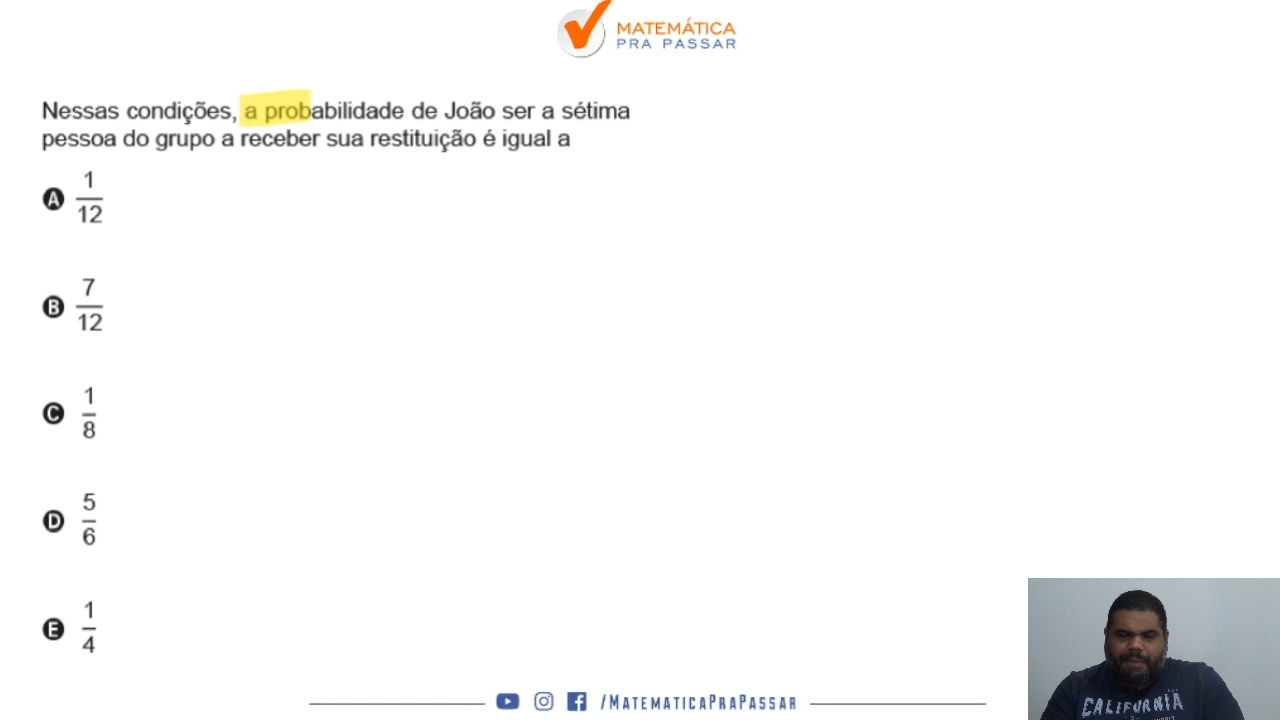 MATEMÁTICA
PRA PASSAR
Nessas condições, a probabilidade de João ser a sétima
pessoa do grupo a receber sua restituição é igual a
A 1/12
B 7/12
C 1/8
D 5/6
E 1/4
/MATEMATICAPRAPASSAR
CALIFORNIA